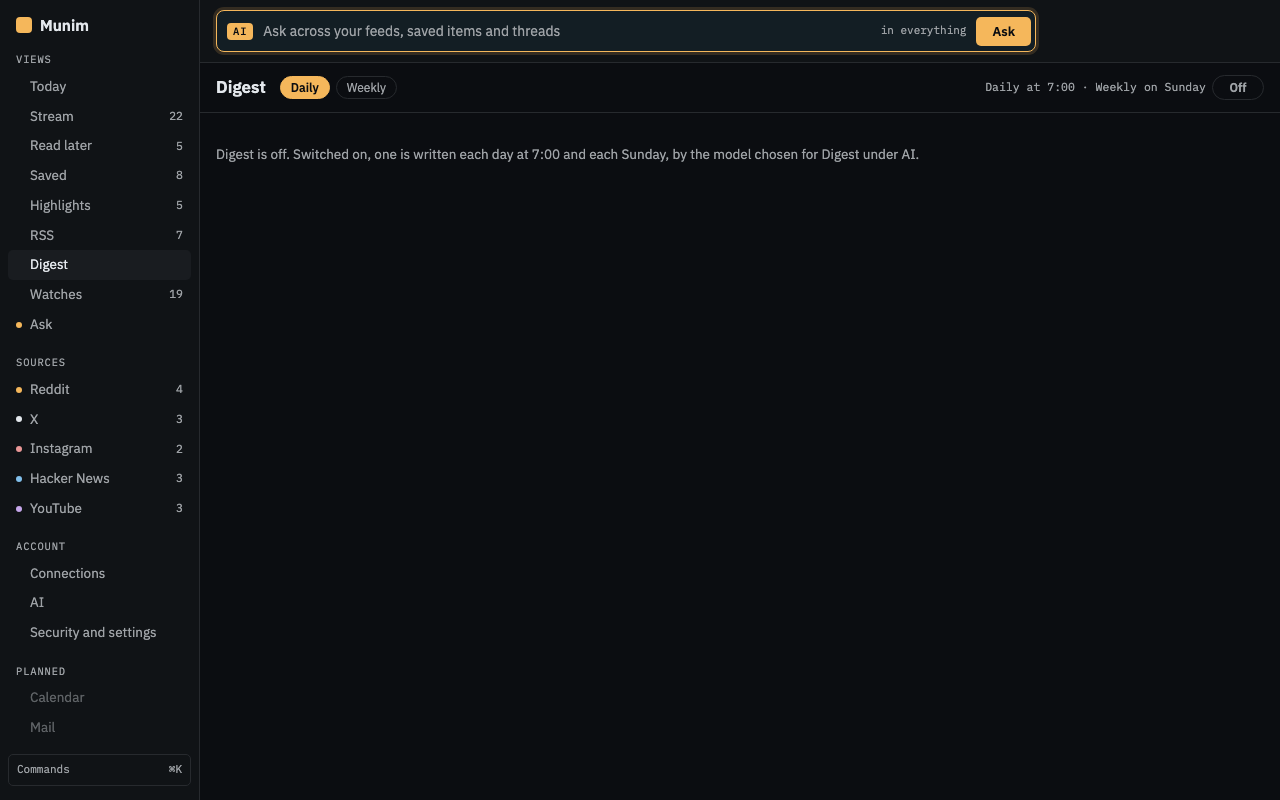 Munim
VIEWS
Today
Stream 22
Read later 5
Saved 8
Highlights 5
RSS 7
Digest
Watches 19
Ask
SOURCES
Reddit 4
X 3
Instagram 2
Hacker News 3
YouTube 3
ACCOUNT
Connections
AI
Security and settings
PLANNED
Calendar
Mail
Commands ⌘K
AI Ask across your feeds, saved items and threads in everything Ask
Digest Daily Weekly Daily at 7:00 · Weekly on Sunday Off
Digest is off. Switched on, one is written each day at 7:00 and each Sunday, by the model chosen for Digest under AI.